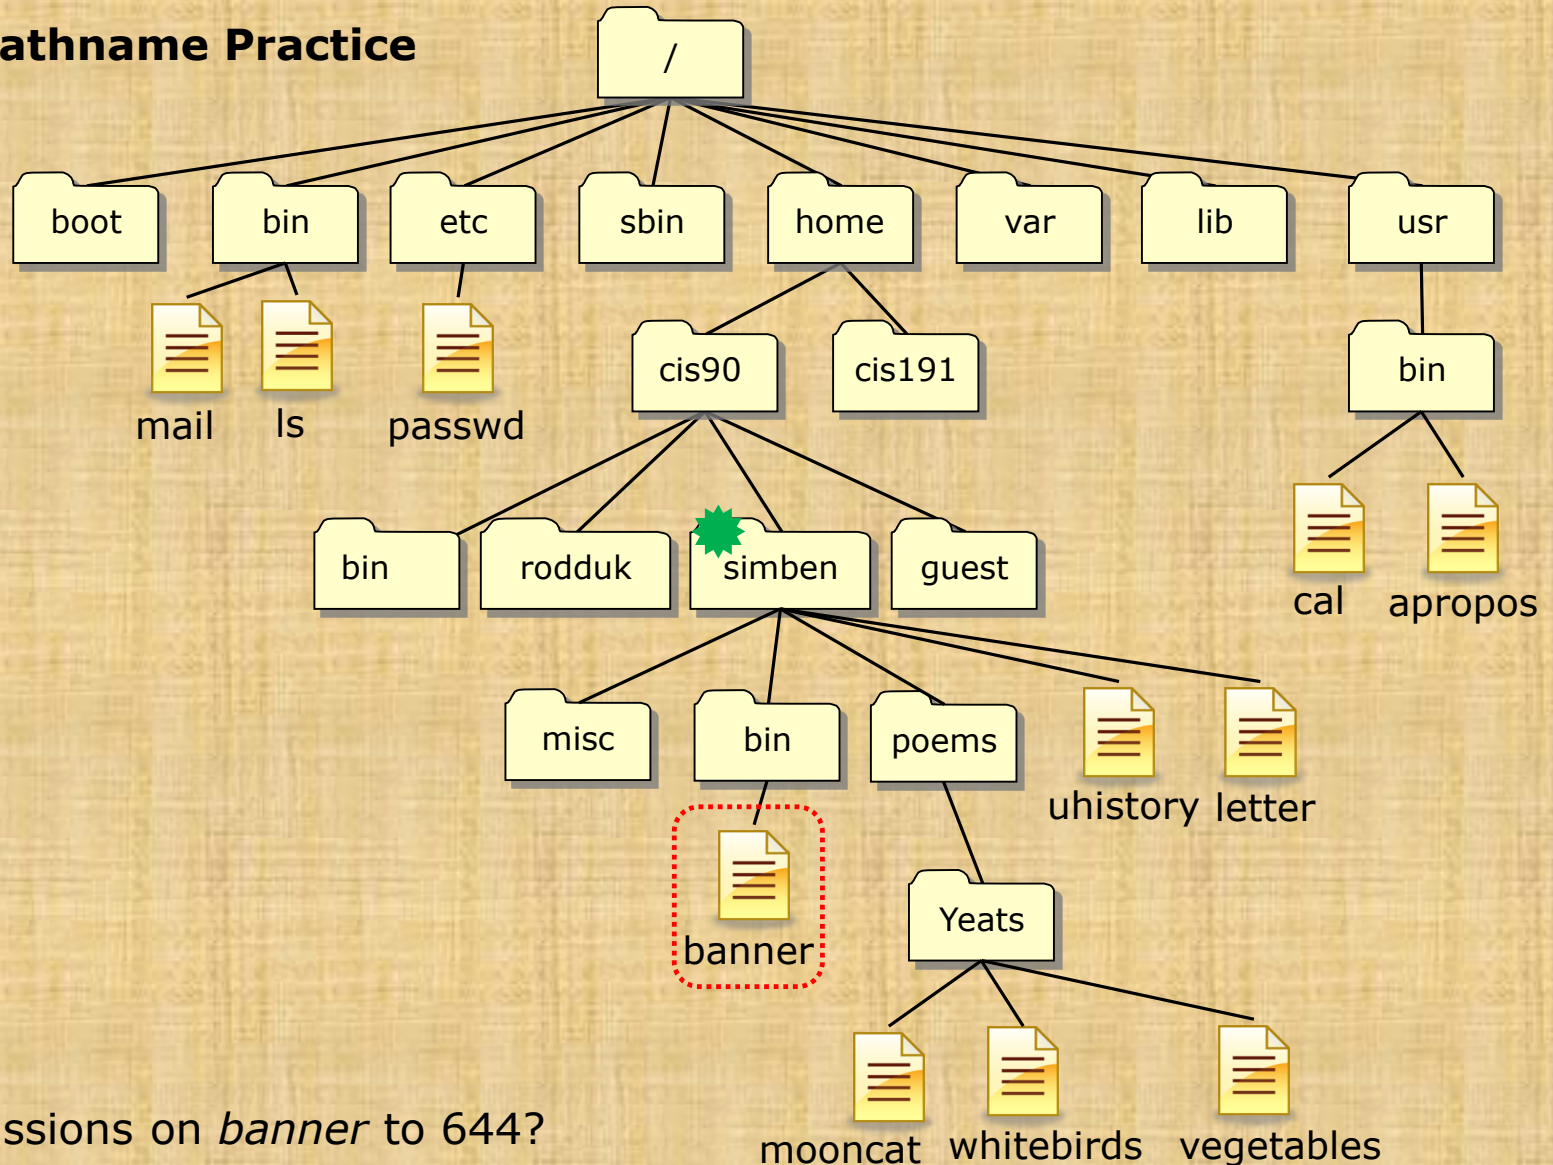 athname Practice
/
boot bin etc sbin home var lib usr
mail ls passwd
cis90 cis191 bin
bin rodduk simben guest
cal apropos
misc bin poems
uhistory letter
banner
Yeats
mooncat whitebirds vegetables
ssions on banner to 644?